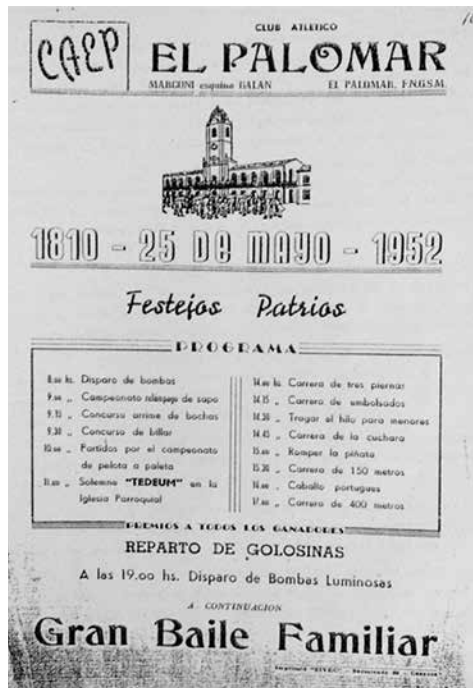 CAEP
CLUB ATLETICO
EL PALOMAR
MARCONI esquina GALAN
EL PALOMAR, F.N.G.S.M.
1810 - 25 DE MAYO - 1952
Festejos Patrios
PROGRAMA
8.00 hs. Disparo de bombas
9.00 „ Campeonato relámpago de sapo
9.15 „ Concurso arrime de bochas
9.30 „ Concurso de billar
10.00 „ Partidos por el campeonato
de pelota a paleta
11.00 „ Solemne "TEDEUM" en la
Iglesia Parroquial
14.00 hs. Carrera de tres piernas
14.15 „ Carrera de embolsados
14.30 „ Tragar el hilo para menores
14.45 „ Carrera de la cuchara
15.00 „ Romper la piñata
15.30 „ Carrera de 150 metros
16.00 „ Caballo portugues
17.00 „ Carrera de 400 metros
PREMIOS A TODOS LOS GANADORES
REPARTO DE GOLOSINAS
A las 19.00 hs. Disparo de Bombas Luminosas
A CONTINUACION
Gran Baile Familiar